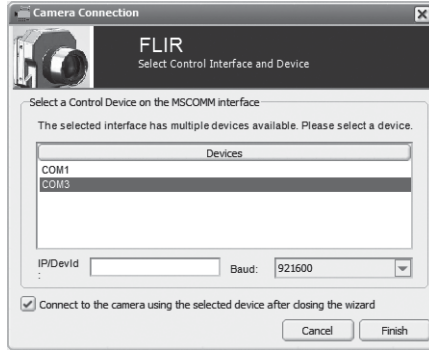 Camera Connection
FLIR
Select Control Interface and Device
Select a Control Device on the MSCOMM interface
The selected interface has multiple devices available. Please select a device.
Devices
COM1
COM3
IP/DevId
:
Baud: 921600
Connect to the camera using the selected device after closing the wizard
Cancel Finish